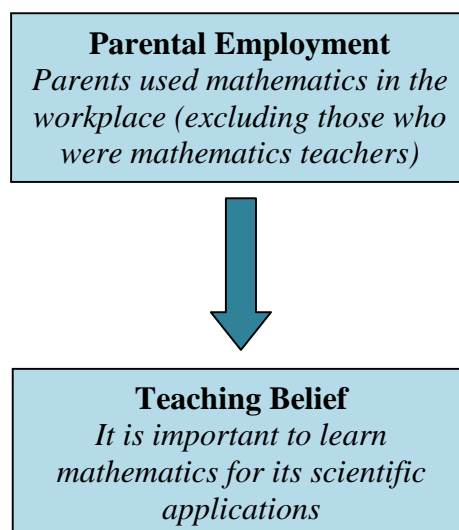 Parental Employment
Parents used mathematics in the
workplace (excluding those who
were mathematics teachers)
Teaching Belief
It is important to learn
mathematics for its scientific
applications